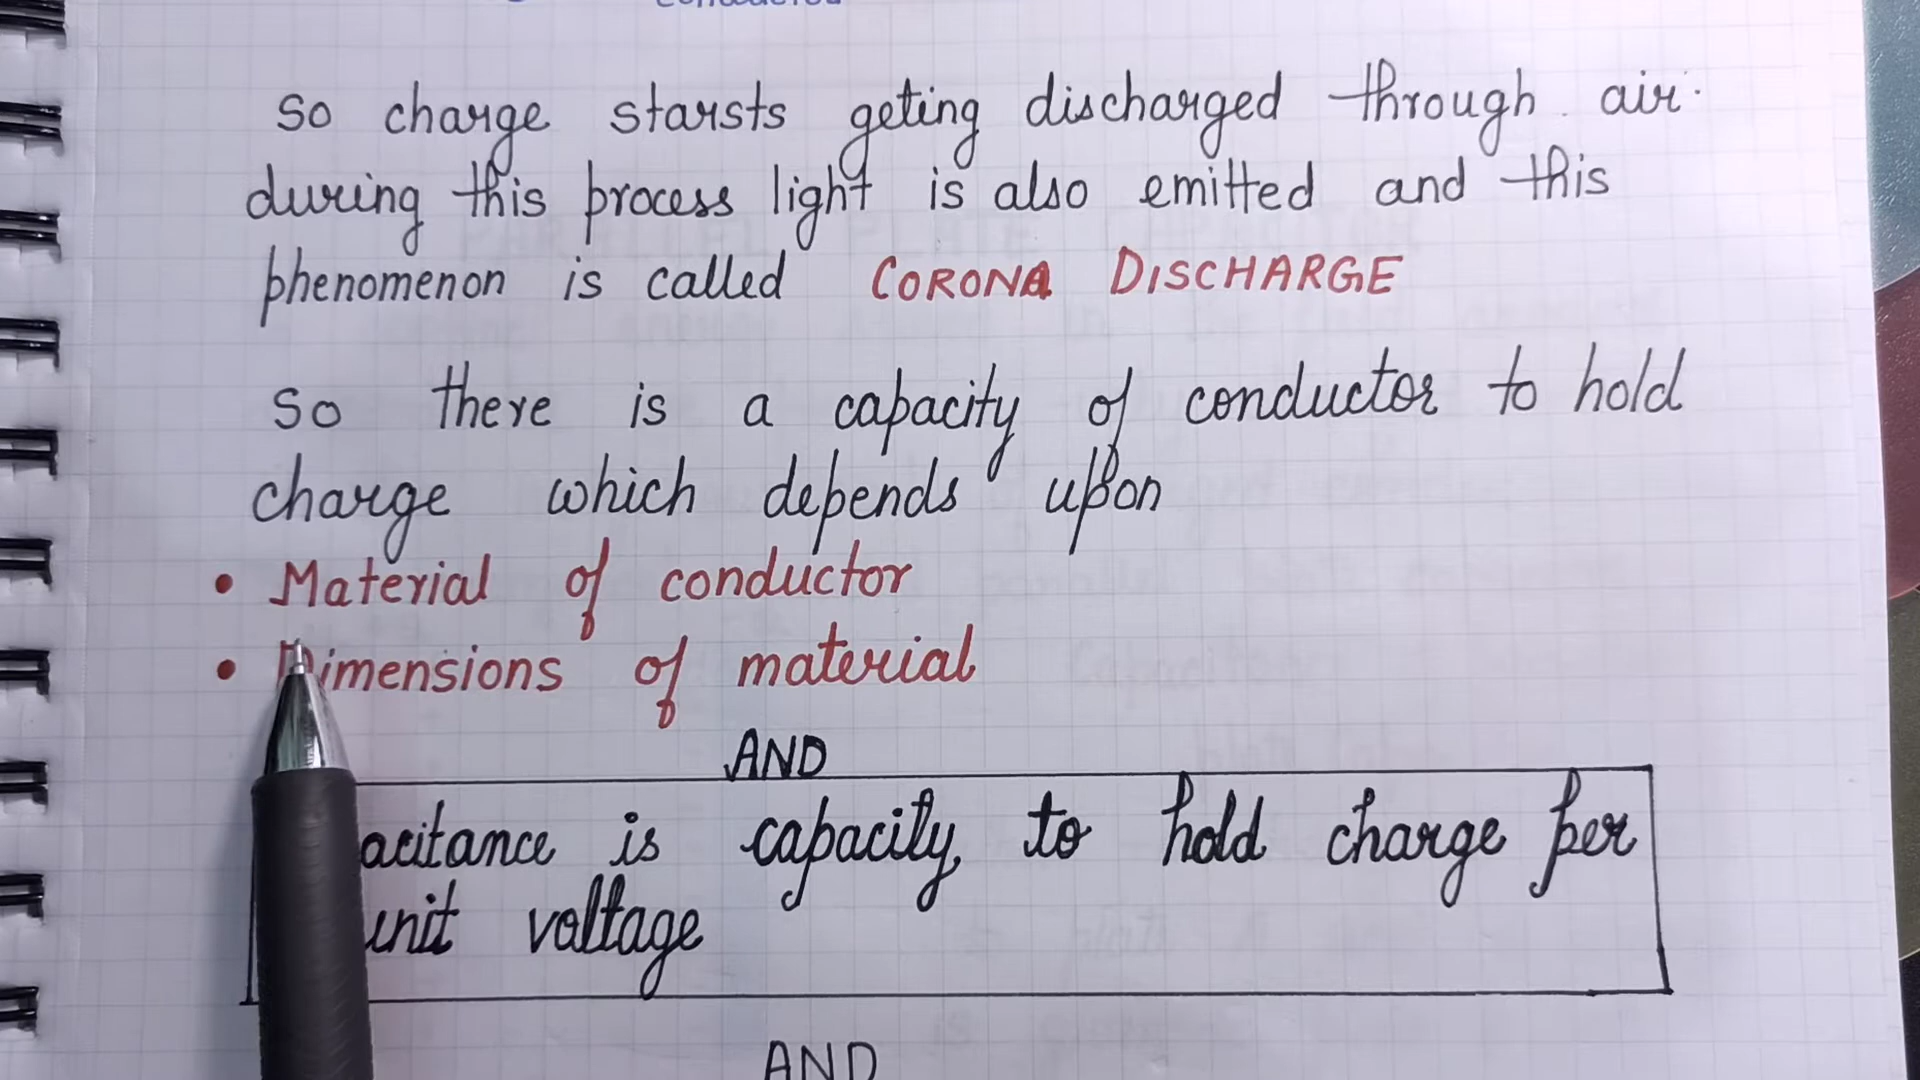 So charge starsts geting discharged through air.
during this process light is also emitted and this
phenomenon is called CORONA DISCHARGE
So there is a capacity of conductor to hold
charge which depends upon
• Material of conductor
• Dimensions of material
AND
acitance is capacity to hold charge per
unit voltage
AND